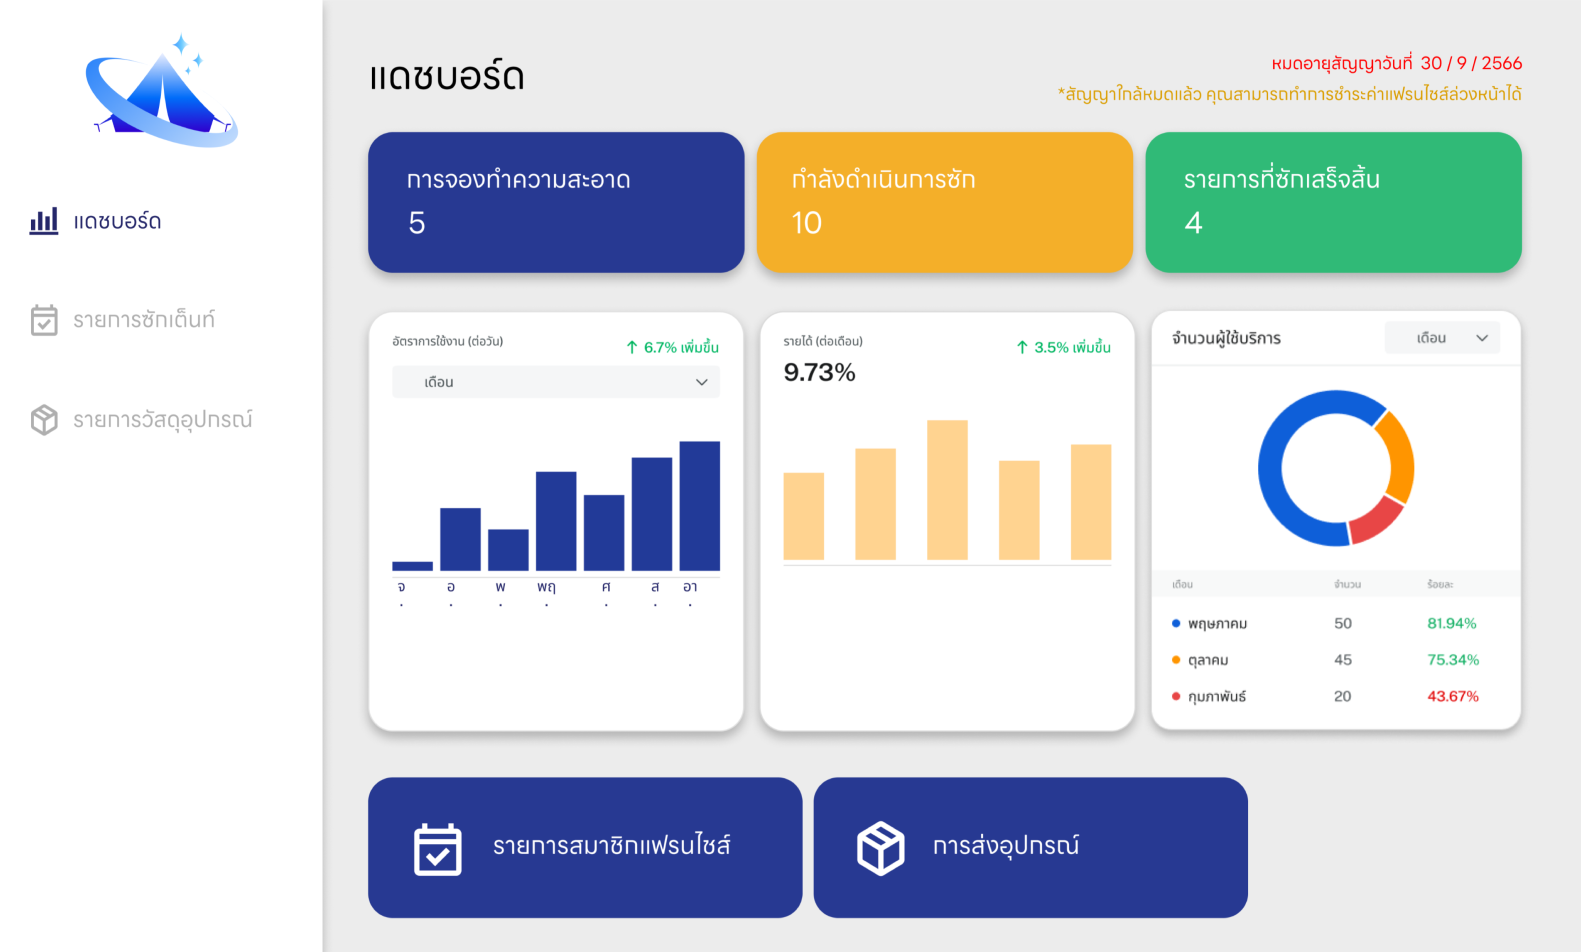 แดชบอร์ด
รายการซักเต็นท์
รายการวัสดุอุปกรณ์
แดชบอร์ด
หมดอายุสัญญาวันที่ 30 / 9 / 2566
*สัญญาใกล้หมดแล้ว คุณสามารถทำการชำระค่าแฟรนไชส์ล่วงหน้าได้
การจองทำความสะอาด
5
กำลังดำเนินการซัก
10
รายการที่ซักเสร็จสิ้น
4
อัตราการใช้งาน (ต่อวัน)
↑ 6.7% เพิ่มขึ้น
เดือน
จ. อ. พ. พฤ. ศ. ส. อา.
รายได้ (ต่อเดือน)
↑ 3.5% เพิ่มขึ้น
9.73%
จำนวนผู้ใช้บริการ
เดือน
เดือน จำนวน ร้อยละ
พฤษภาคม 50 81.94%
ตุลาคม 45 75.34%
กุมภาพันธ์ 20 43.67%
รายการสมาชิกแฟรนไชส์
การส่งอุปกรณ์